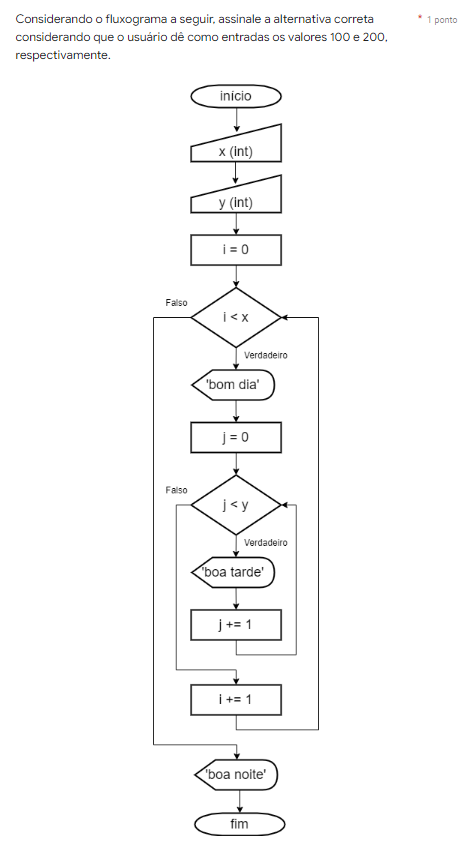 Considerando o fluxograma a seguir, assinale a alternativa correta
* 1 ponto
considerando que o usuário dê como entradas os valores 100 e 200,
respectivamente.
início
x (int)
y (int)
i = 0
Falso
i < x
Verdadeiro
'bom dia'
j = 0
Falso
j < y
Verdadeiro
'boa tarde'
j += 1
i += 1
'boa noite'
fim